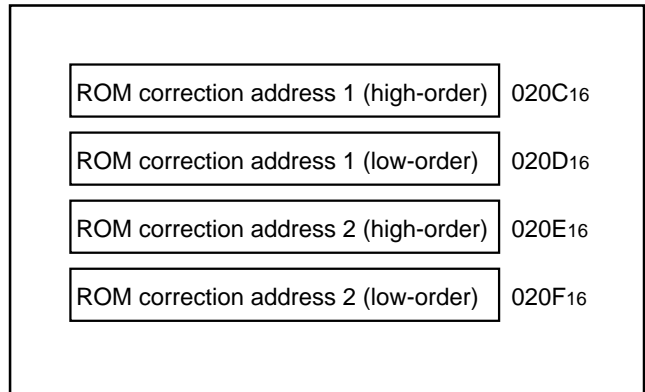 ROM correction address 1 (high-order) 020C16
ROM correction address 1 (low-order) 020D16
ROM correction address 2 (high-order) 020E16
ROM correction address 2 (low-order) 020F16